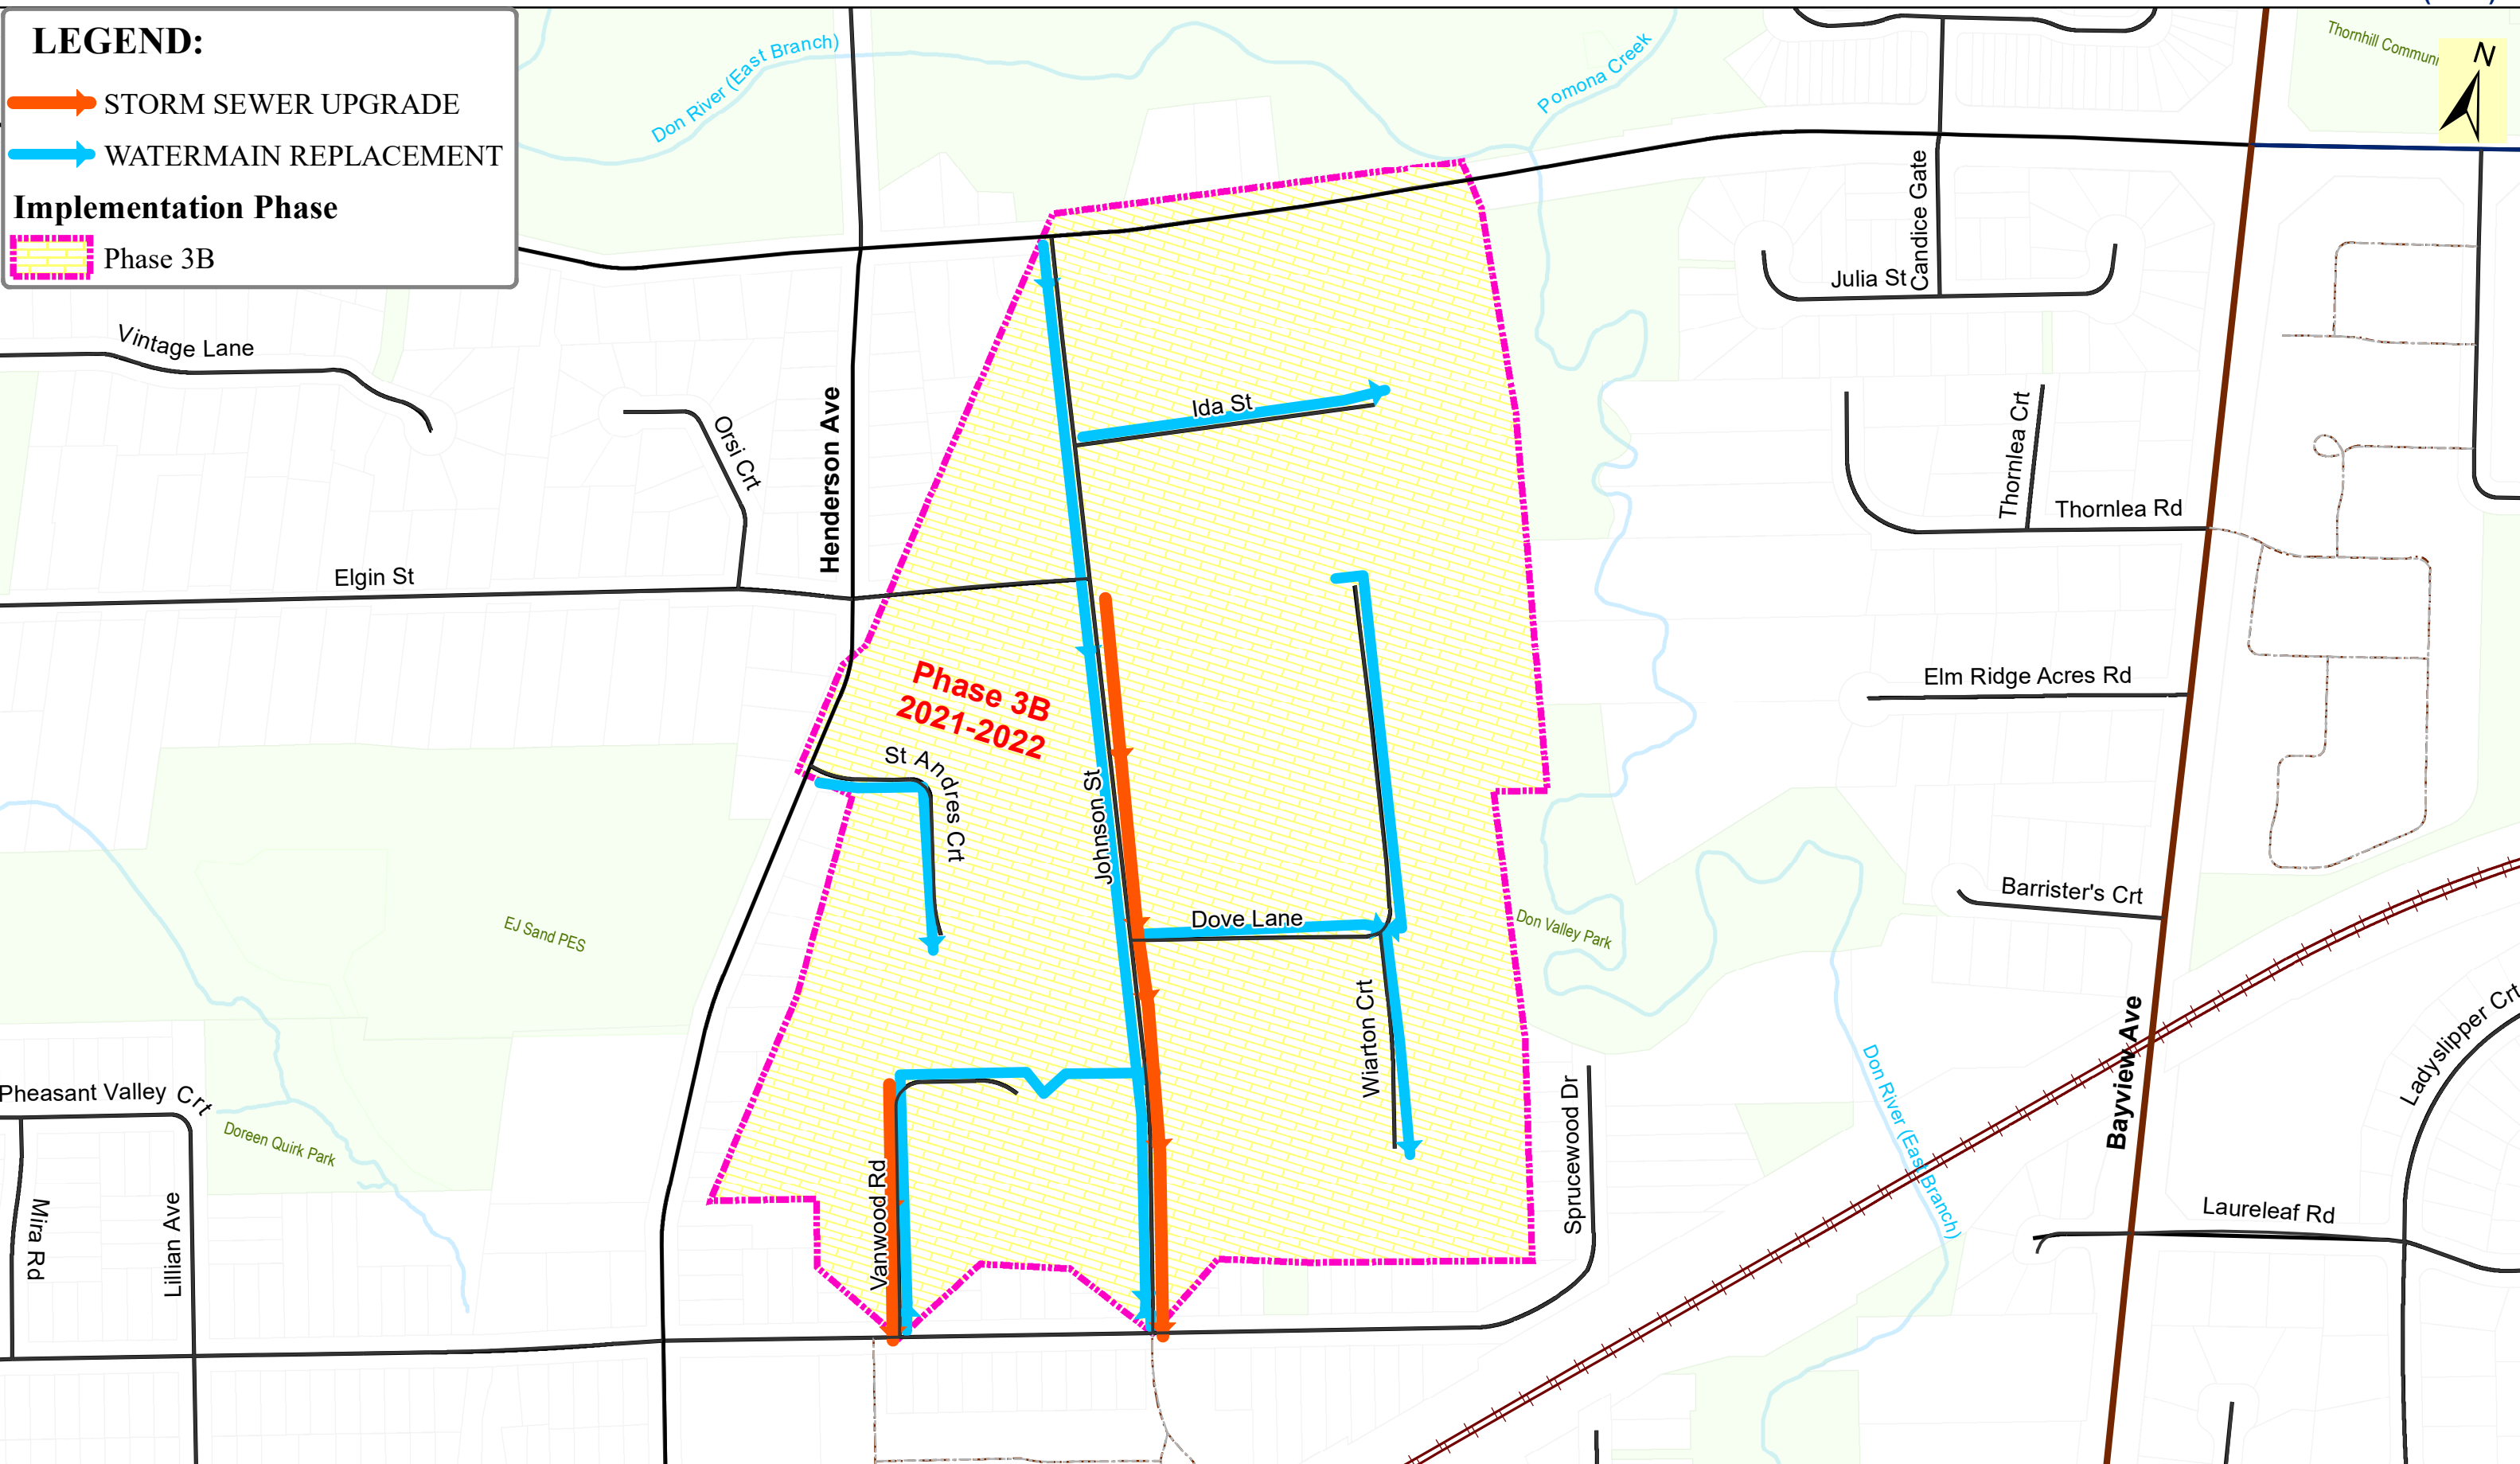 LEGEND:
STORM SEWER UPGRADE
WATERMAIN REPLACEMENT
Implementation Phase
Phase 3B
Don River (East Branch)
Pomona Creek
N
Candice Gate
Julia St
Vintage Lane
Orsi Crt
Henderson Ave
Ida St
Thornlea Crt
Thornlea Rd
Elgin St
Phase 3B
2021-2022
Elm Ridge Acres Rd
St Andres Crt
Johnson St
Barrister's Crt
Dove Lane
Don Valley Park
EJ Sand PES
Wiarton Crt
Bayview Ave
Ladyslipper Crt
Don River (East Branch)
Pheasant Valley Crt
Doreen Quirk Park
Sprucewood Dr
Vanwood Rd
Mira Rd
Lillian Ave
Laureleaf Rd